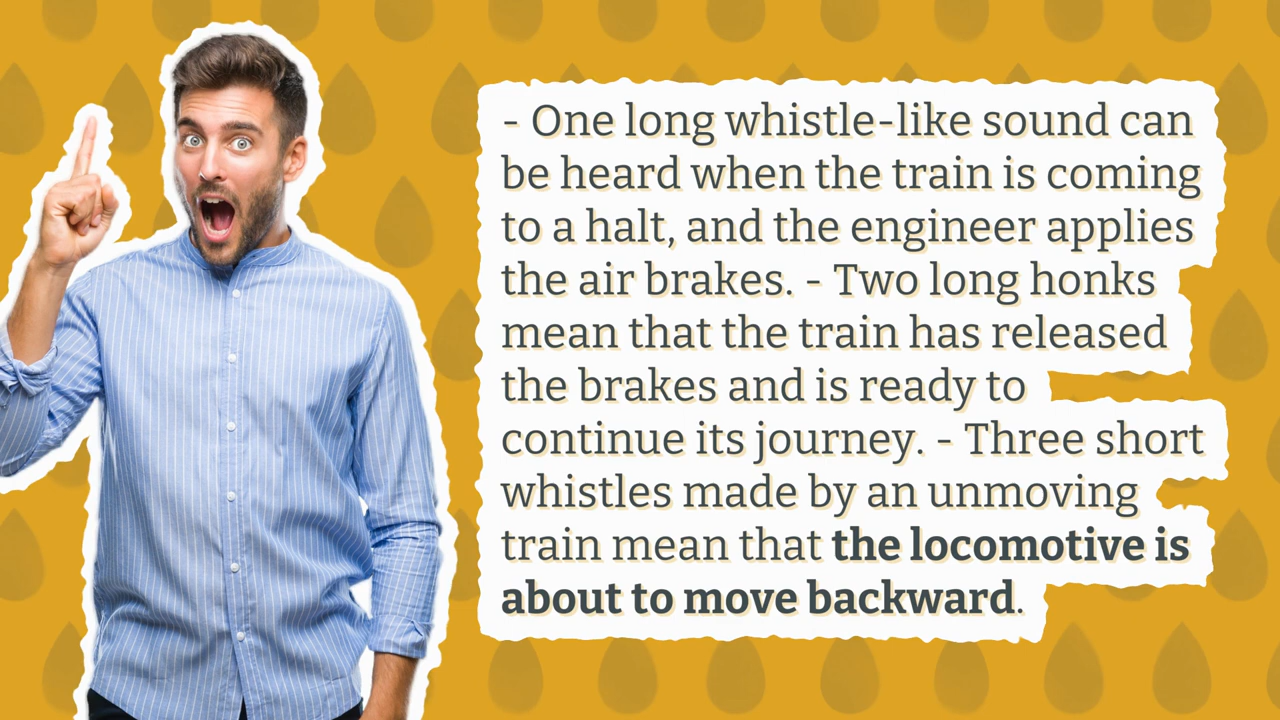 - One long whistle-like sound can
be heard when the train is coming
to a halt, and the engineer applies
the air brakes. - Two long honks
mean that the train has released
the brakes and is ready to
continue its journey. - Three short
whistles made by an unmoving
train mean that the locomotive is
about to move backward.